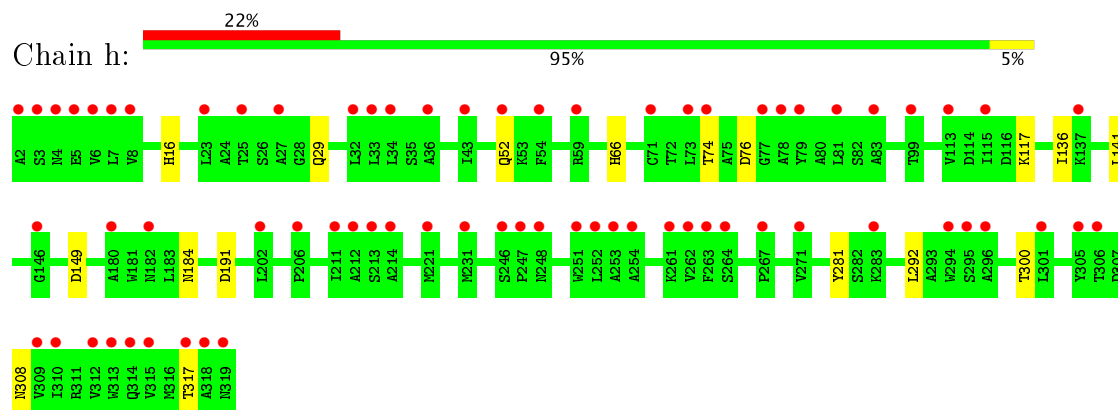 22%
Chain h:
95% 5%
A2 S3 N4 E5 V6 L7 V8 H16 L23 A24 T25 S26 A27 G28 Q29 L32 L33 L34 S35 A36 I43 Q52 K53 F54 R59 H66 C71 T72 L73 T74 A75 D76 G77 A78 Y79 A80 L81 S82 A83 T99 V113 D114 I115 D116 K117 I136 K137
G146 D149 A180 W181 N182 L183 N184 D191 L202 P206 I211 A212 S213 A214 M221 M231 S246 P247 N248 W251 L252 A253 A254 K261 V262 F263 S264 P267 V271 Y281 S282 K283 L292 A293 W294 S295 A296 T300 L301 Y305 T306
N308 V309 I310 R311 V312 W313 Q314 V315 M316 T317 A318 N319